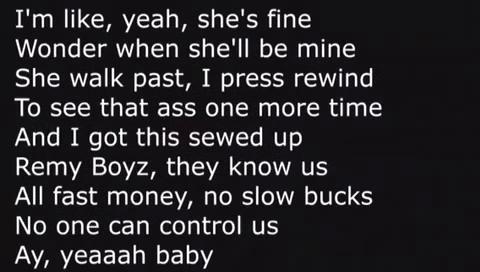 I'm like, yeah, she's fine
Wonder when she'll be mine
She walk past, I press rewind
To see that ass one more time
And I got this sewed up
Remy Boyz, they know us
All fast money, no slow bucks
No one can control us
Ay, yeaaah baby